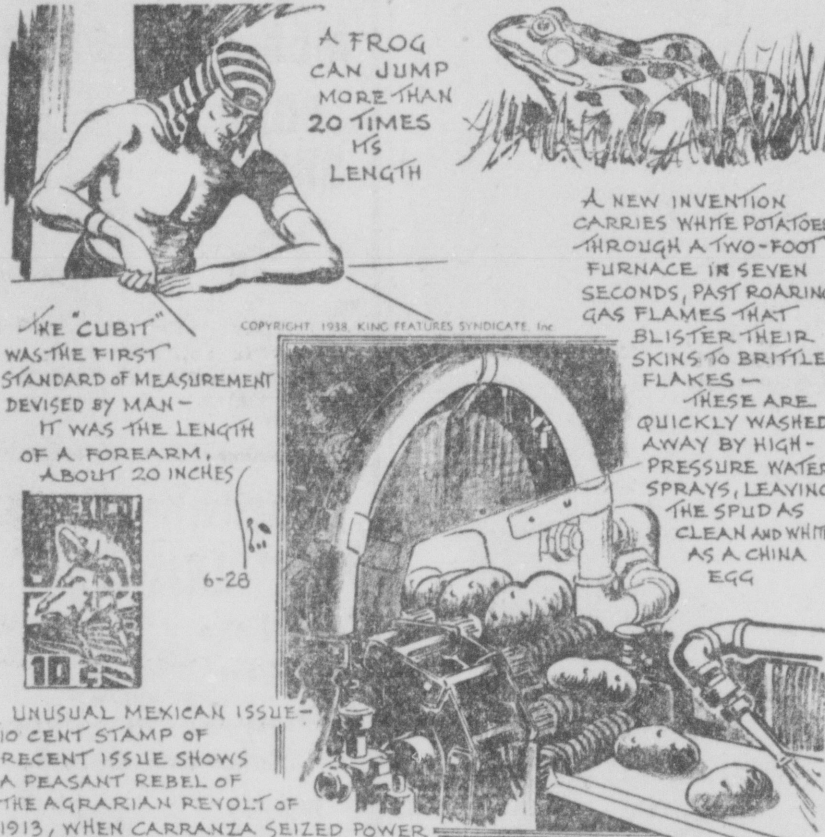 A FROG
CAN JUMP
MORE THAN
20 TIMES
ITS
LENGTH
A NEW INVENTION
CARRIES WHITE POTATOES
THROUGH A TWO-FOOT
FURNACE IN SEVEN
SECONDS, PAST ROARING
GAS FLAMES THAT
BLISTER THEIR
SKINS TO BRITTLE
FLAKES —
THESE ARE
QUICKLY WASHED
AWAY BY HIGH-
PRESSURE WATER
SPRAYS, LEAVING
THE SPUD AS
CLEAN AND WHITE
AS A CHINA
EGG
COPYRIGHT, 1938, KING FEATURES SYNDICATE, Inc
THE "CUBIT"
WAS THE FIRST
STANDARD OF MEASUREMENT
DEVISED BY MAN —
IT WAS THE LENGTH
OF A FOREARM,
ABOUT 20 INCHES
6-28
10 C
UNUSUAL MEXICAN ISSUE —
10 CENT STAMP OF
RECENT ISSUE SHOWS
A PEASANT REBEL OF
THE AGRARIAN REVOLT OF
1913, WHEN CARRANZA SEIZED POWER